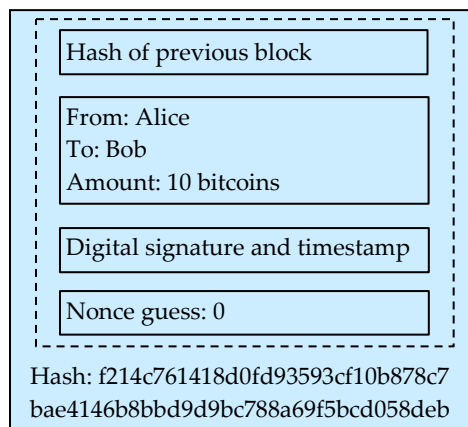 Hash of previous block
From: Alice
To: Bob
Amount: 10 bitcoins
Digital signature and timestamp
Nonce guess: 0
Hash: f214c761418d0fd93593cf10b878c7
bae4146b8bbd9d9bc788a69f5bcd058deb